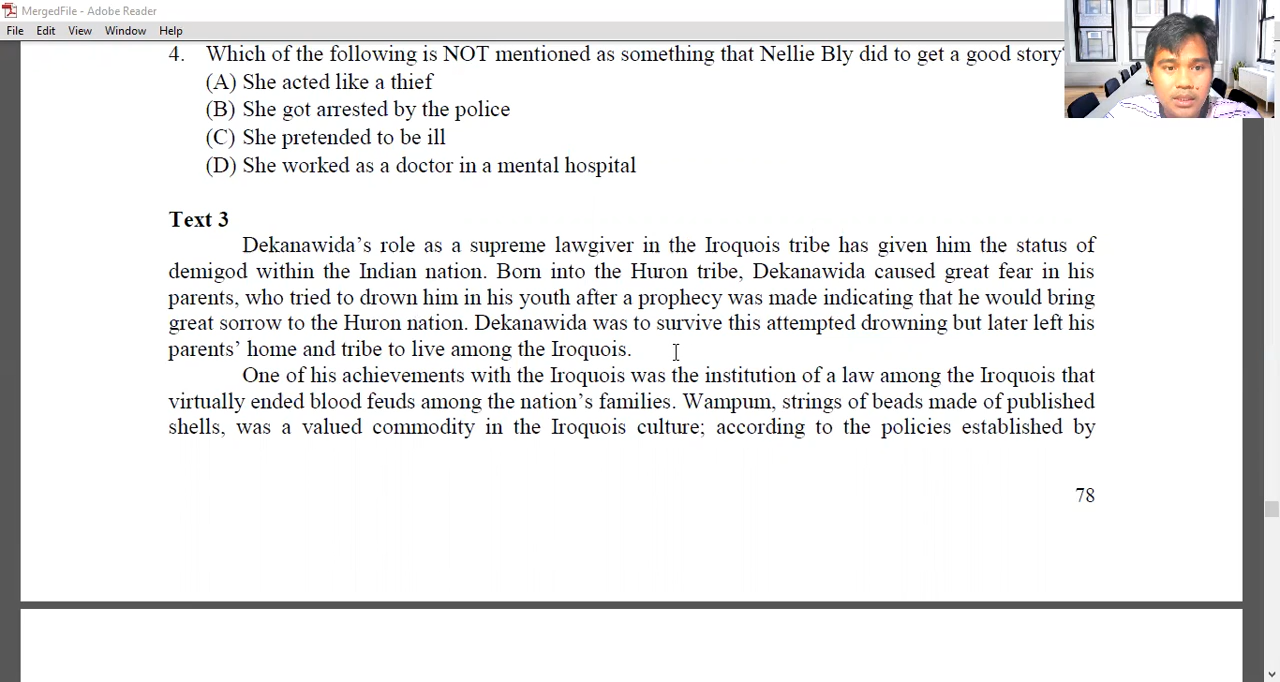 MergedFile - Adobe Reader
File Edit View Window Help
4. Which of the following is NOT mentioned as something that Nellie Bly did to get a good story
(A) She acted like a thief
(B) She got arrested by the police
(C) She pretended to be ill
(D) She worked as a doctor in a mental hospital
Text 3
Dekanawida's role as a supreme lawgiver in the Iroquois tribe has given him the status of
demigod within the Indian nation. Born into the Huron tribe, Dekanawida caused great fear in his
parents, who tried to drown him in his youth after a prophecy was made indicating that he would bring
great sorrow to the Huron nation. Dekanawida was to survive this attempted drowning but later left his
parents' home and tribe to live among the Iroquois.
One of his achievements with the Iroquois was the institution of a law among the Iroquois that
virtually ended blood feuds among the nation's families. Wampum, strings of beads made of published
shells, was a valued commodity in the Iroquois culture; according to the policies established by
78